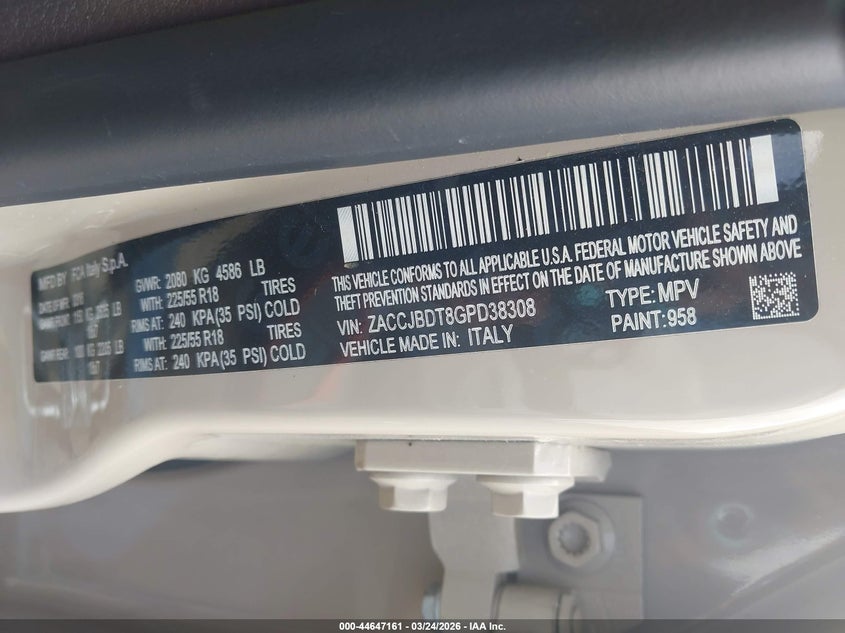 MFD BY FCA Italy S.p.A.
GVWR: 2080 KG 4586 LB
WITH: 225/55 R18 TIRES
RIMS AT: 240 KPA(35 PSI) COLD
WITH: 225/55 R18 TIRES
RIMS AT: 240 KPA(35 PSI) COLD
THIS VEHICLE CONFORMS TO ALL APPLICABLE U.S.A. FEDERAL MOTOR VEHICLE SAFETY AND
THEFT PREVENTION STANDARDS IN EFFECT ON THE DATE OF MANUFACTURE SHOWN ABOVE
VIN: ZACCJBDT8GPD38308 TYPE: MPV
VEHICLE MADE IN: ITALY PAINT:958
000-44647161 - 03/24/2026 - IAA Inc.